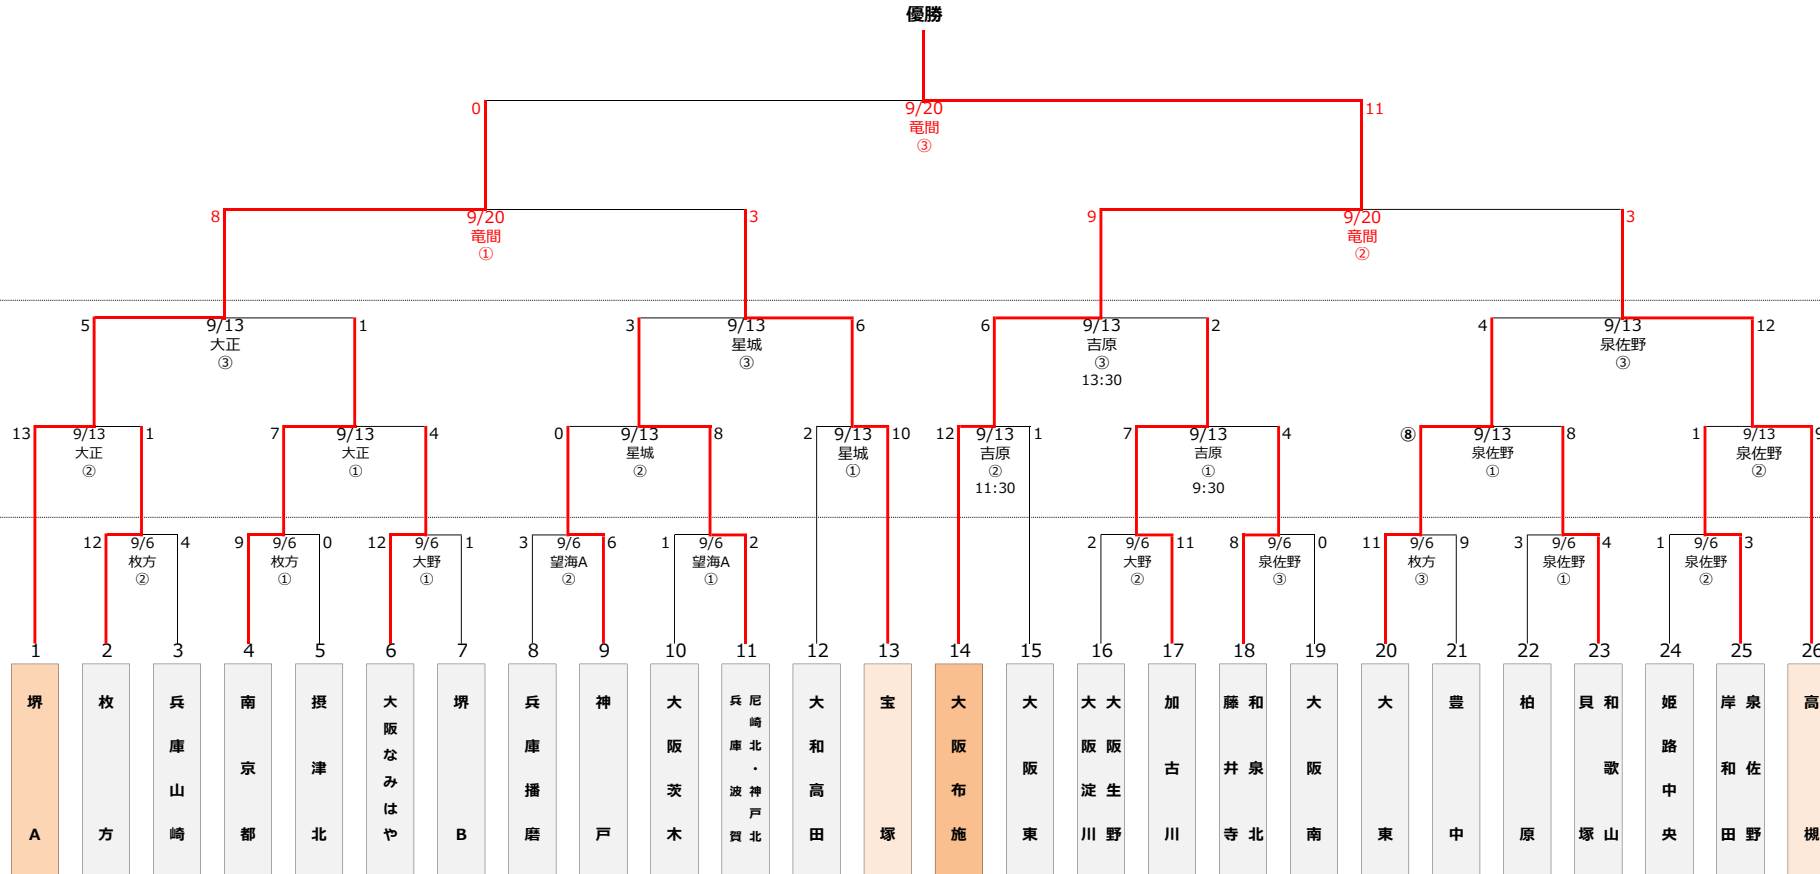 優勝
0 9/20 11
竜間
③
8 9/20 3 9 9/20 3
竜間 竜間
① ②
5 9/13 1 3 9/13 6 6 9/13 2 4 9/13 12
大正 星城 吉原 泉佐野
③ ③ ③ ③
13:30
13 9/13 1 7 9/13 4 0 9/13 8 2 9/13 10 12 9/13 1 7 9/13 4 ⑧ 9/13 8 1 9/13 9
大正 大正 星城 星城 吉原 吉原 泉佐野 泉佐野
② ① ② ① ② ① ① ②
11:30 9:30
12 9/6 4 9 9/6 0 12 9/6 1 3 9/6 6 1 9/6 2 2 9/6 11 8 9/6 0 11 9/6 9 3 9/6 4 1 9/6 3
枚方 枚方 大野 望海A 望海A 大野 泉佐野 枚方 泉佐野 泉佐野
② ① ① ② ① ② ③ ③ ① ②
1 2 3 4 5 6 7 8 9 10 11 12 13 14 15 16 17 18 19 20 21 22 23 24 25 26
堺A
枚方
兵庫山崎
南京都
摂津北
大阪なみはや
堺B
兵庫播磨
神戸
大阪茨木
尼崎北・神戸北
兵庫波賀
大和高田
宝塚
大阪布施
大阪東
大阪生野
大阪淀川
加古川
和泉北
藤井寺
大阪南
大東
豊中
柏原
和歌山
貝塚
姫路中央
泉佐野
岸和田
高槻